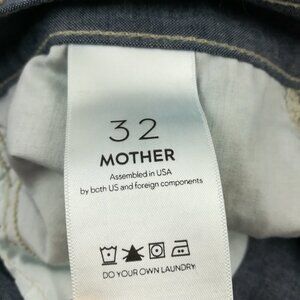 32
MOTHER
Assembled in USA
by both US and foreign components
DO YOUR OWN LAUNDRY